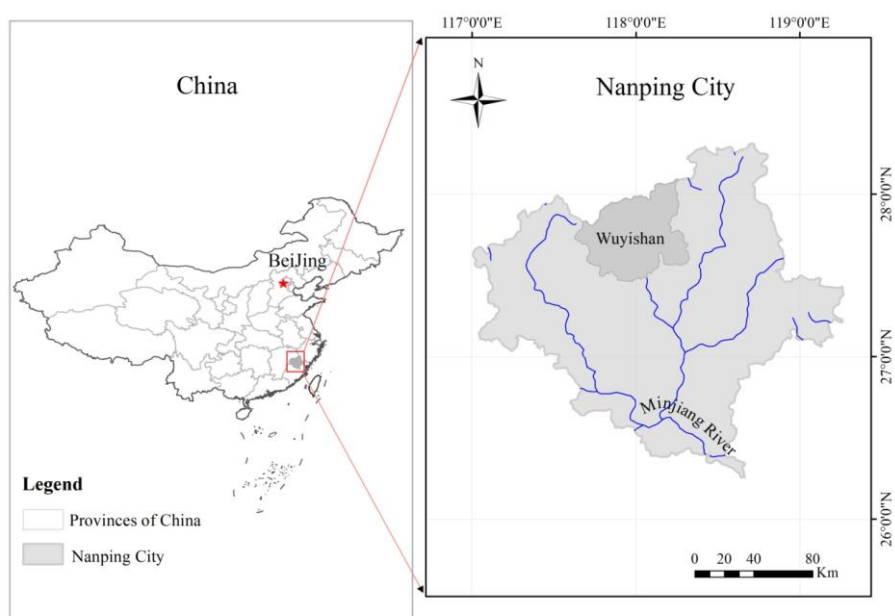 China
BeiJing
Legend
Provinces of China
Nanping City
117°0'0"E
118°0'0"E
119°0'0"E
N
Nanping City
Wuyishan
Minjiang River
28°0'0"N
27°0'0"N
26°0'0"N
0 20 40 80
Km